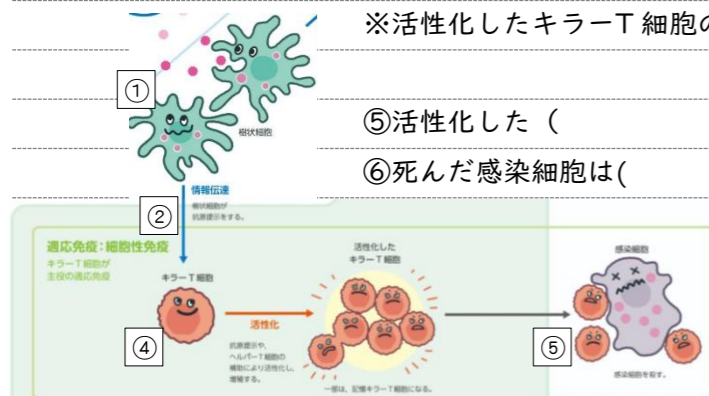 ※活性化したキラーT細胞の
①
樹状細胞
⑤活性化した（
⑥死んだ感染細胞は(
情報伝達
②
樹状細胞が
抗原提示をする。
適応免疫：細胞性免疫
キラーT細胞が
主役の適応免疫
キラーT細胞
活性化した
キラーT細胞
感染細胞
④
活性化
⑤
抗原提示や、
ヘルパーT細胞の
補助により活性化し、
増殖する。
一部は、記憶キラーT細胞になる。
感染細胞を殺す。